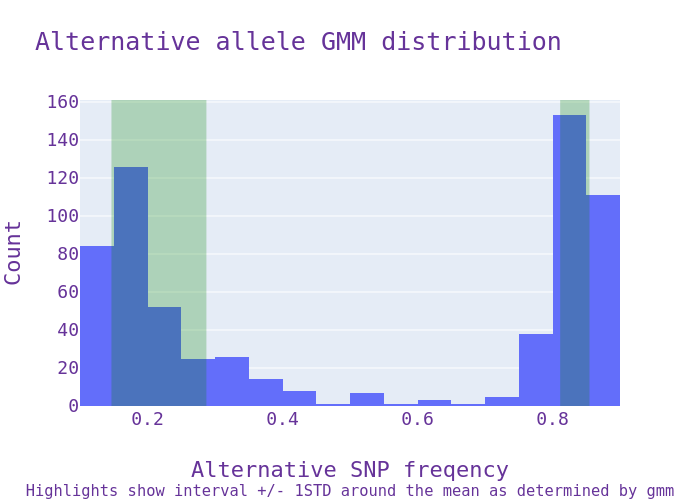 Alternative allele GMM distribution
160
140
120
100
80
60
40
20
0
Count
0.2 0.4 0.6 0.8
Alternative SNP freqency
Highlights show interval +/- 1STD around the mean as determined by gmm